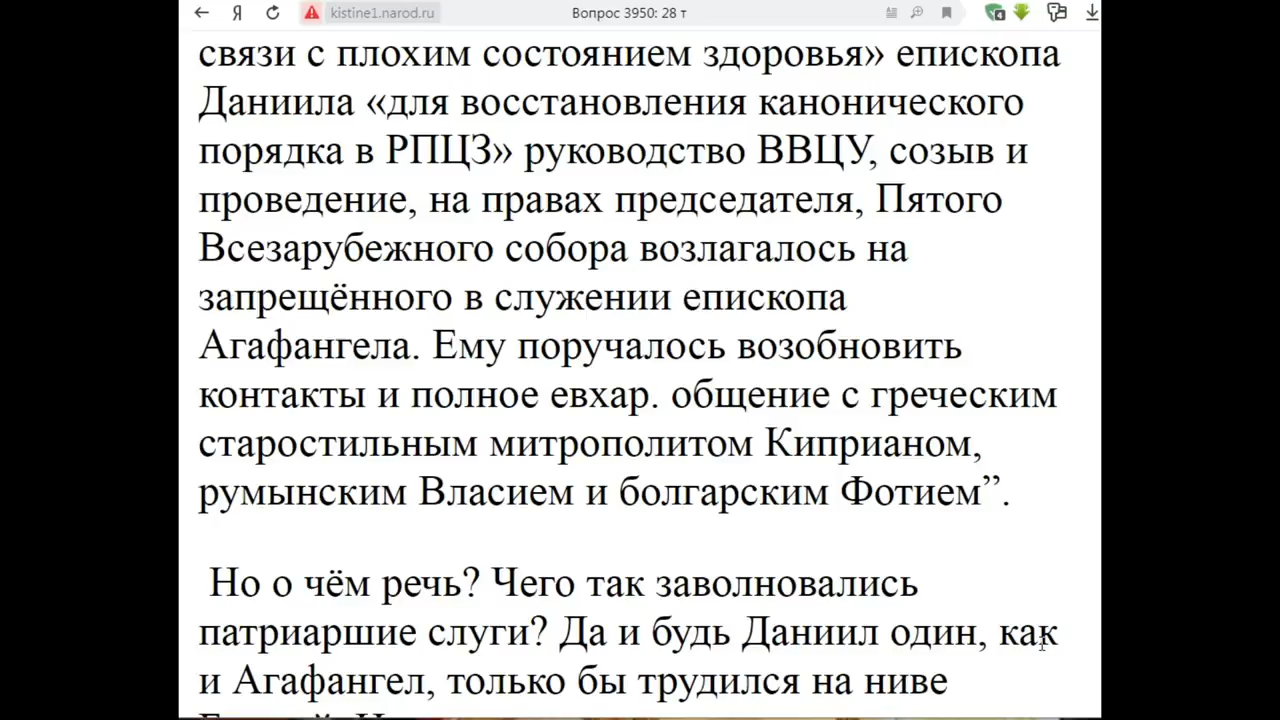 Я
kistine1.narod.ru
Вопрос 3950: 28 т
4
связи с плохим состоянием здоровья» епископа
Даниила «для восстановления канонического
порядка в РПЦЗ» руководство ВВЦУ, созыв и
проведение, на правах председателя, Пятого
Всезарубежного собора возлагалось на
запрещённого в служении епископа
Агафангела. Ему поручалось возобновить
контакты и полное евхар. общение с греческим
старостильным митрополитом Киприаном,
румынским Власием и болгарским Фотием”.
Но о чём речь? Чего так заволновались
патриаршие слуги? Да и будь Даниил один, как
и Агафангел, только бы трудился на ниве